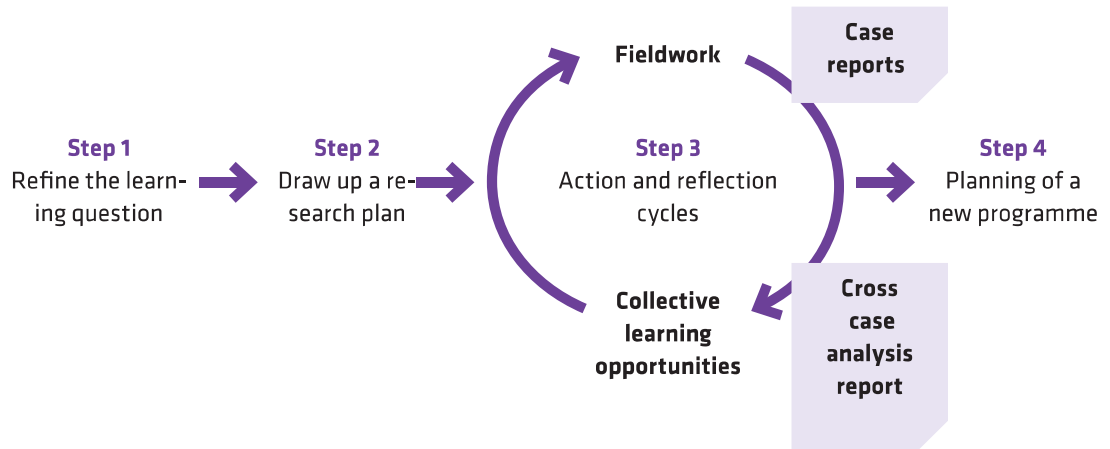 Fieldwork
Case
reports
Step 1
Refine the learn-
ing question
Step 2
Draw up a re-
search plan
Step 3
Action and reflection
cycles
Step 4
Planning of a
new programme
Collective
learning
opportunities
Cross
case
analysis
report